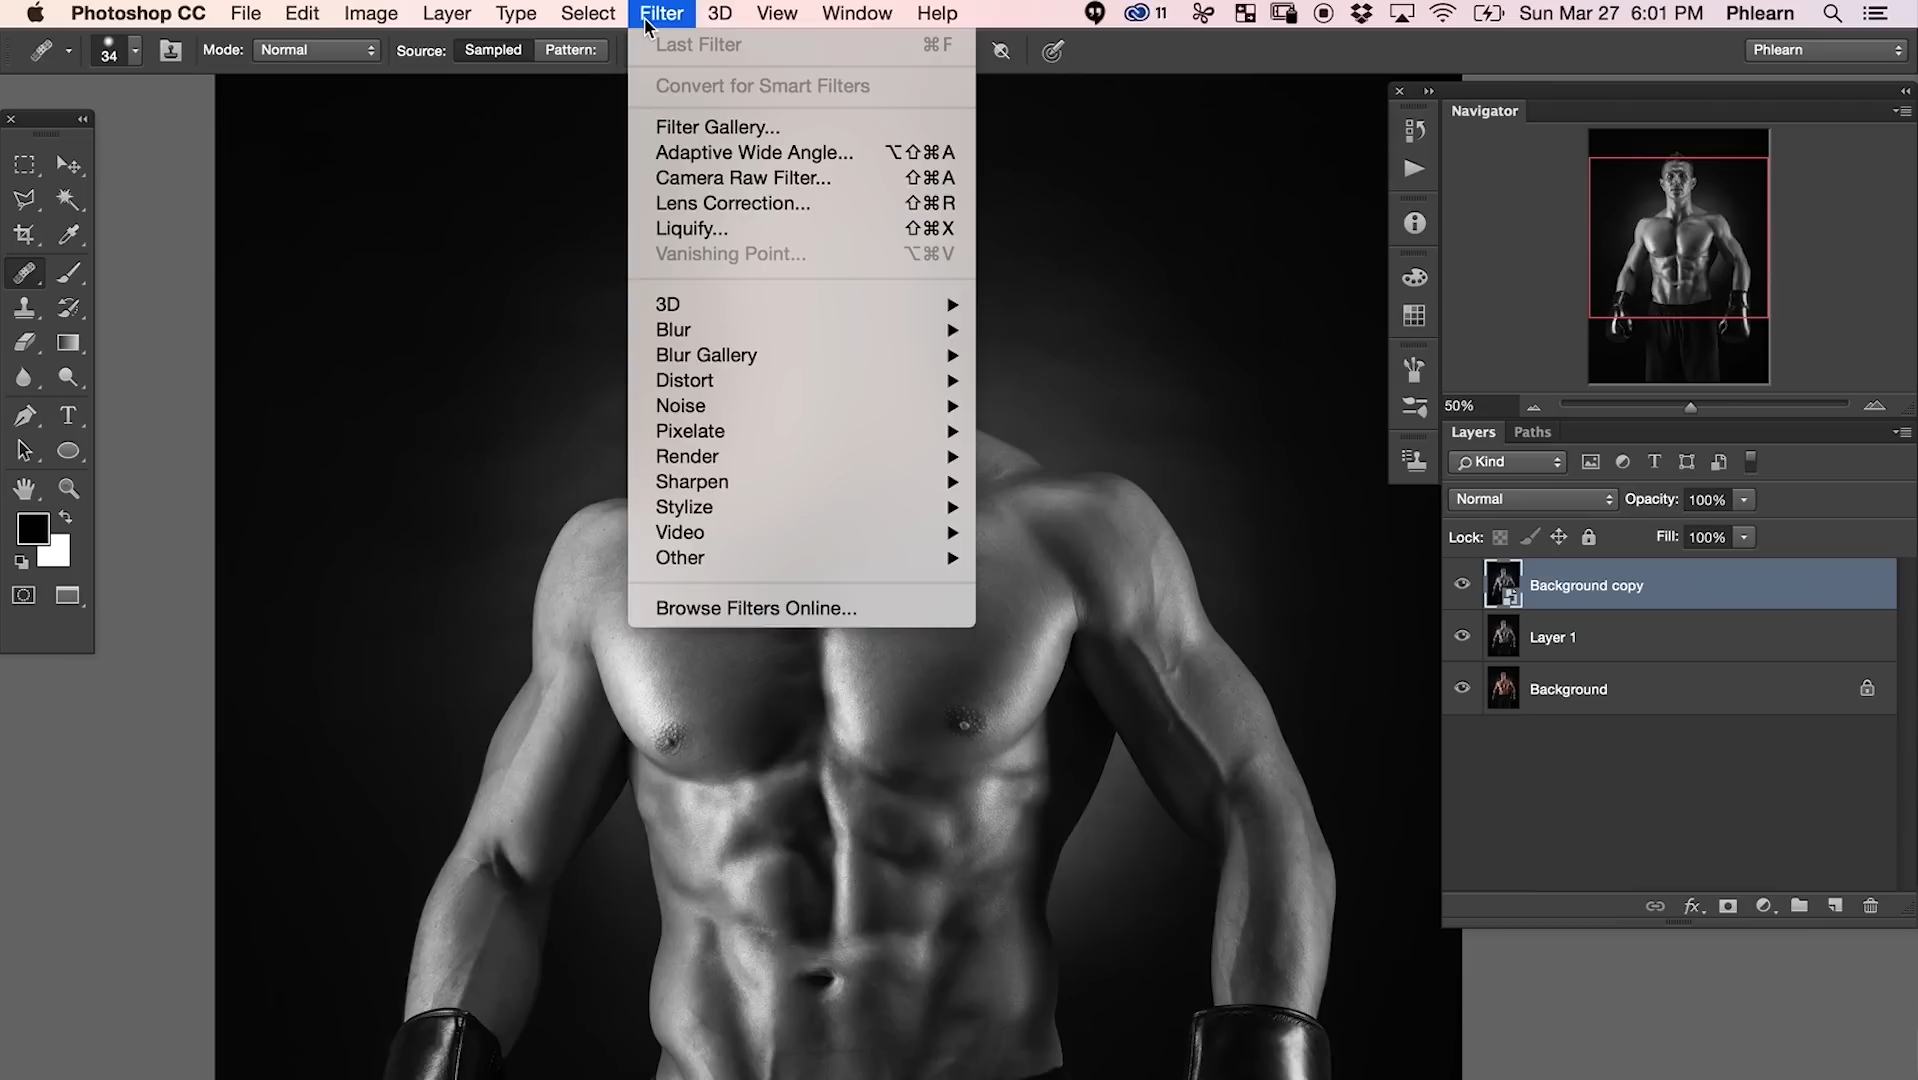 Photoshop CC File Edit Image Layer Type Select Filter 3D View Window Help 11 Sun Mar 27 6:01 PM Phlearn
34 Mode: Normal Source: Sampled Pattern: Phlearn
Last Filter ⌘F
Convert for Smart Filters
Filter Gallery...
Adaptive Wide Angle... ⌥⇧⌘A
Camera Raw Filter... ⇧⌘A
Lens Correction... ⇧⌘R
Liquify... ⇧⌘X
Vanishing Point... ⌥⌘V
3D
Blur
Blur Gallery
Distort
Noise
Pixelate
Render
Sharpen
Stylize
Video
Other
Browse Filters Online...
Navigator
50%
Layers Paths
Kind
Normal Opacity: 100%
Lock: Fill: 100%
Background copy
Layer 1
Background
fx